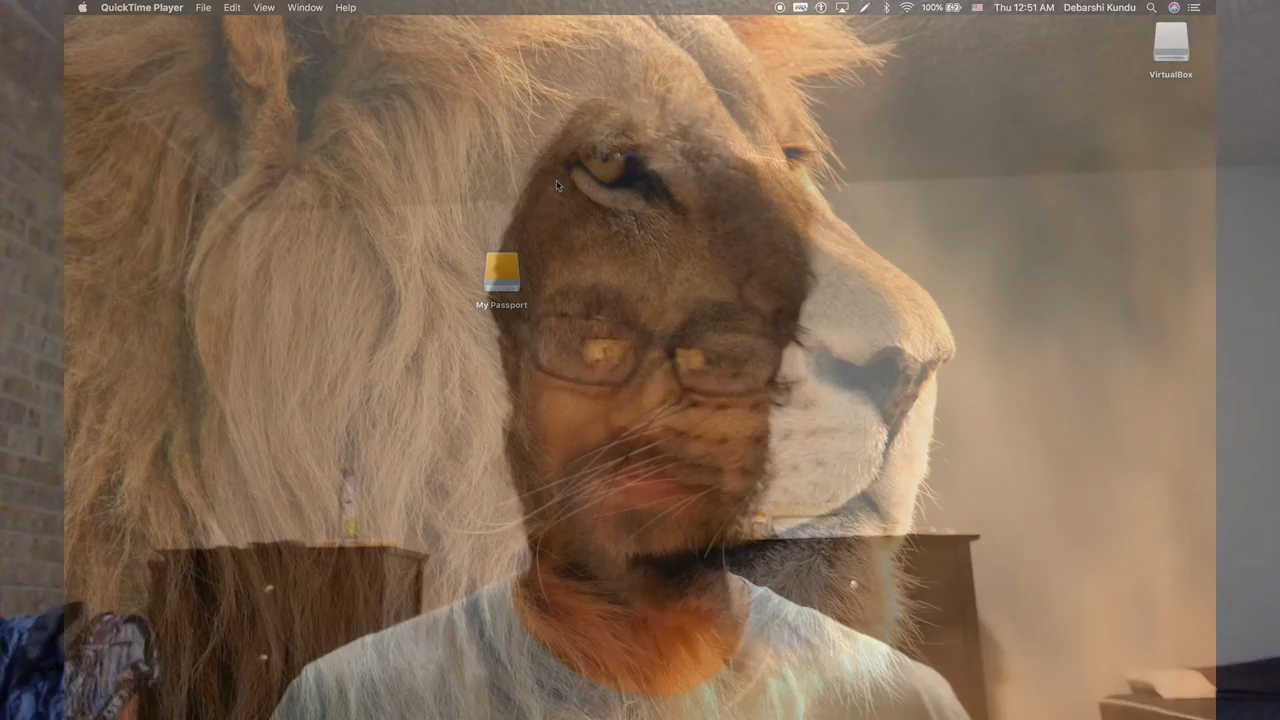 QuickTime Player File Edit View Window Help 100% Thu 12:51 AM Debarshi Kundu
VirtualBox
My Passport